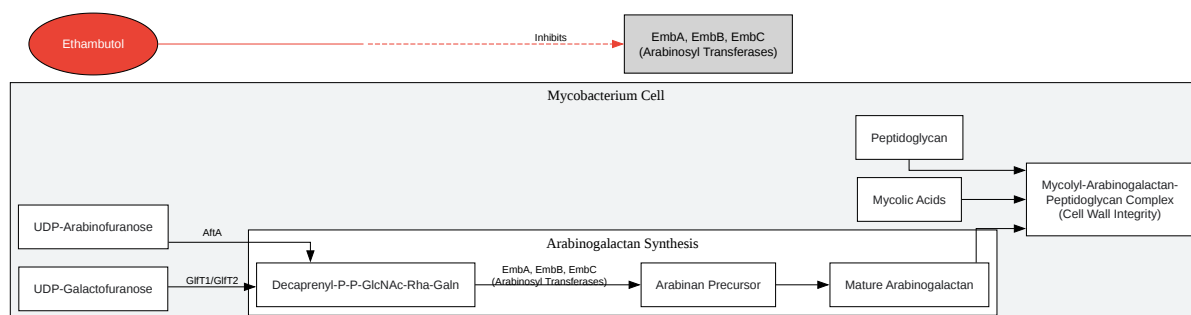 Ethambutol
Inhibits
EmbA, EmbB, EmbC
(Arabinosyl Transferases)
Mycobacterium Cell
Peptidoglycan
Mycolic Acids
Mycolyl-Arabinogalactan-
Peptidoglycan Complex
(Cell Wall Integrity)
UDP-Arabinofuranose
AftA
Arabinogalactan Synthesis
UDP-Galactofuranose
GlfT1/GlfT2
Decaprenyl-P-P-GlcNAc-Rha-Galn
EmbA, EmbB, EmbC
(Arabinosyl Transferases)
Arabinan Precursor
Mature Arabinogalactan